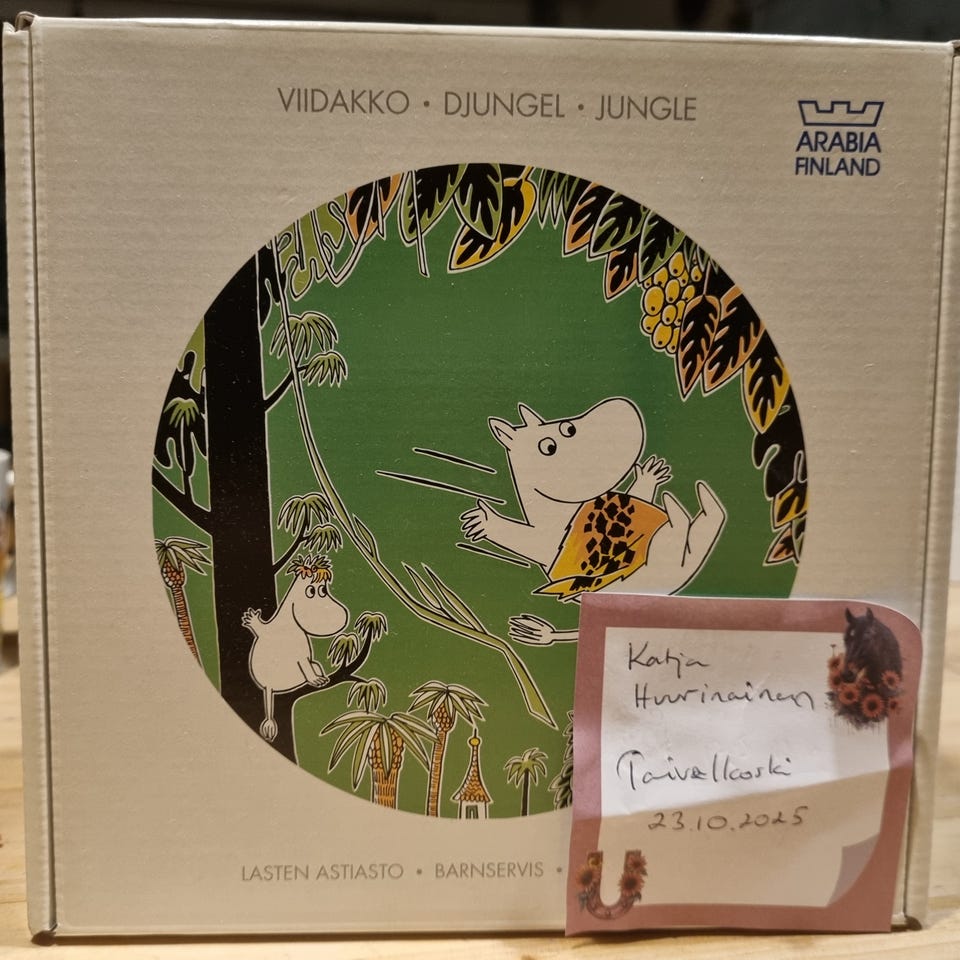 VIIDAKKO • DJUNGEL • JUNGLE
ARABIA
FINLAND
Katja
Huurinainen
Taivalkoski
23.10.2025
LASTEN ASTIASTO • BARNSERVIS •